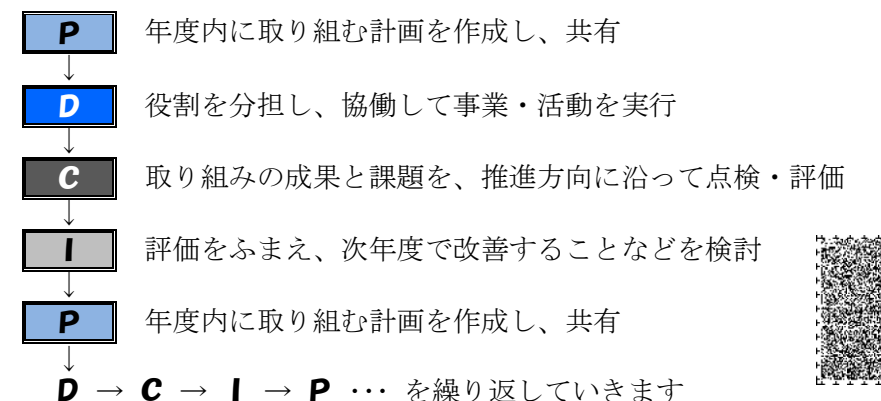 P 年度内に取り組む計画を作成し、共有
↓
D 役割を分担し、協働して事業・活動を実行
↓
C 取り組みの成果と課題を、推進方向に沿って点検・評価
↓
I 評価をふまえ、次年度で改善することなどを検討
↓
P 年度内に取り組む計画を作成し、共有
↓
D → C → I → P ･･･ を繰り返していきます